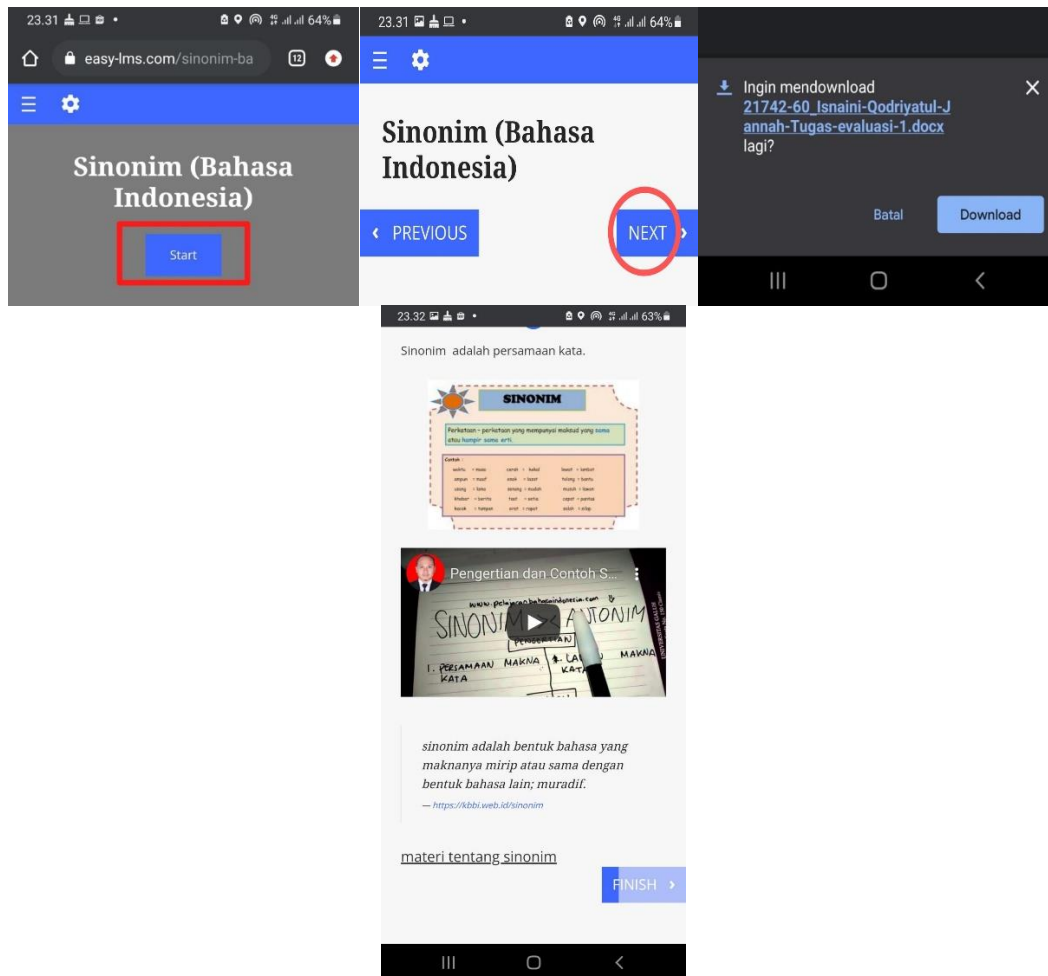 23.31
64%
easy-lms.com/sinonim-ba
12
Sinonim (Bahasa
Indonesia)
Start
23.31
64%
Sinonim (Bahasa
Indonesia)
‹ PREVIOUS
NEXT ›
Ingin mendownload
21742-60_Isnaini-Qodriyatul-J
annah-Tugas-evaluasi-1.docx
lagi?
Batal
Download
23.32
63%
Sinonim adalah persamaan kata.
SINONIM
Perkataan - perkataan yang mempunyai maksud yang sama
atau hampir sama erti.
Contoh :
Pengertian dan Contoh S...
www.pelajaranbahasaindonesia.com
SINONIM >< ANTONIM
PENGERTIAN
1. PERSAMAAN MAKNA
KATA
MAKNA
KATA
sinonim adalah bentuk bahasa yang
maknanya mirip atau sama dengan
bentuk bahasa lain; muradif.
— https://kbbi.web.id/sinonim
materi tentang sinonim
FINISH ›